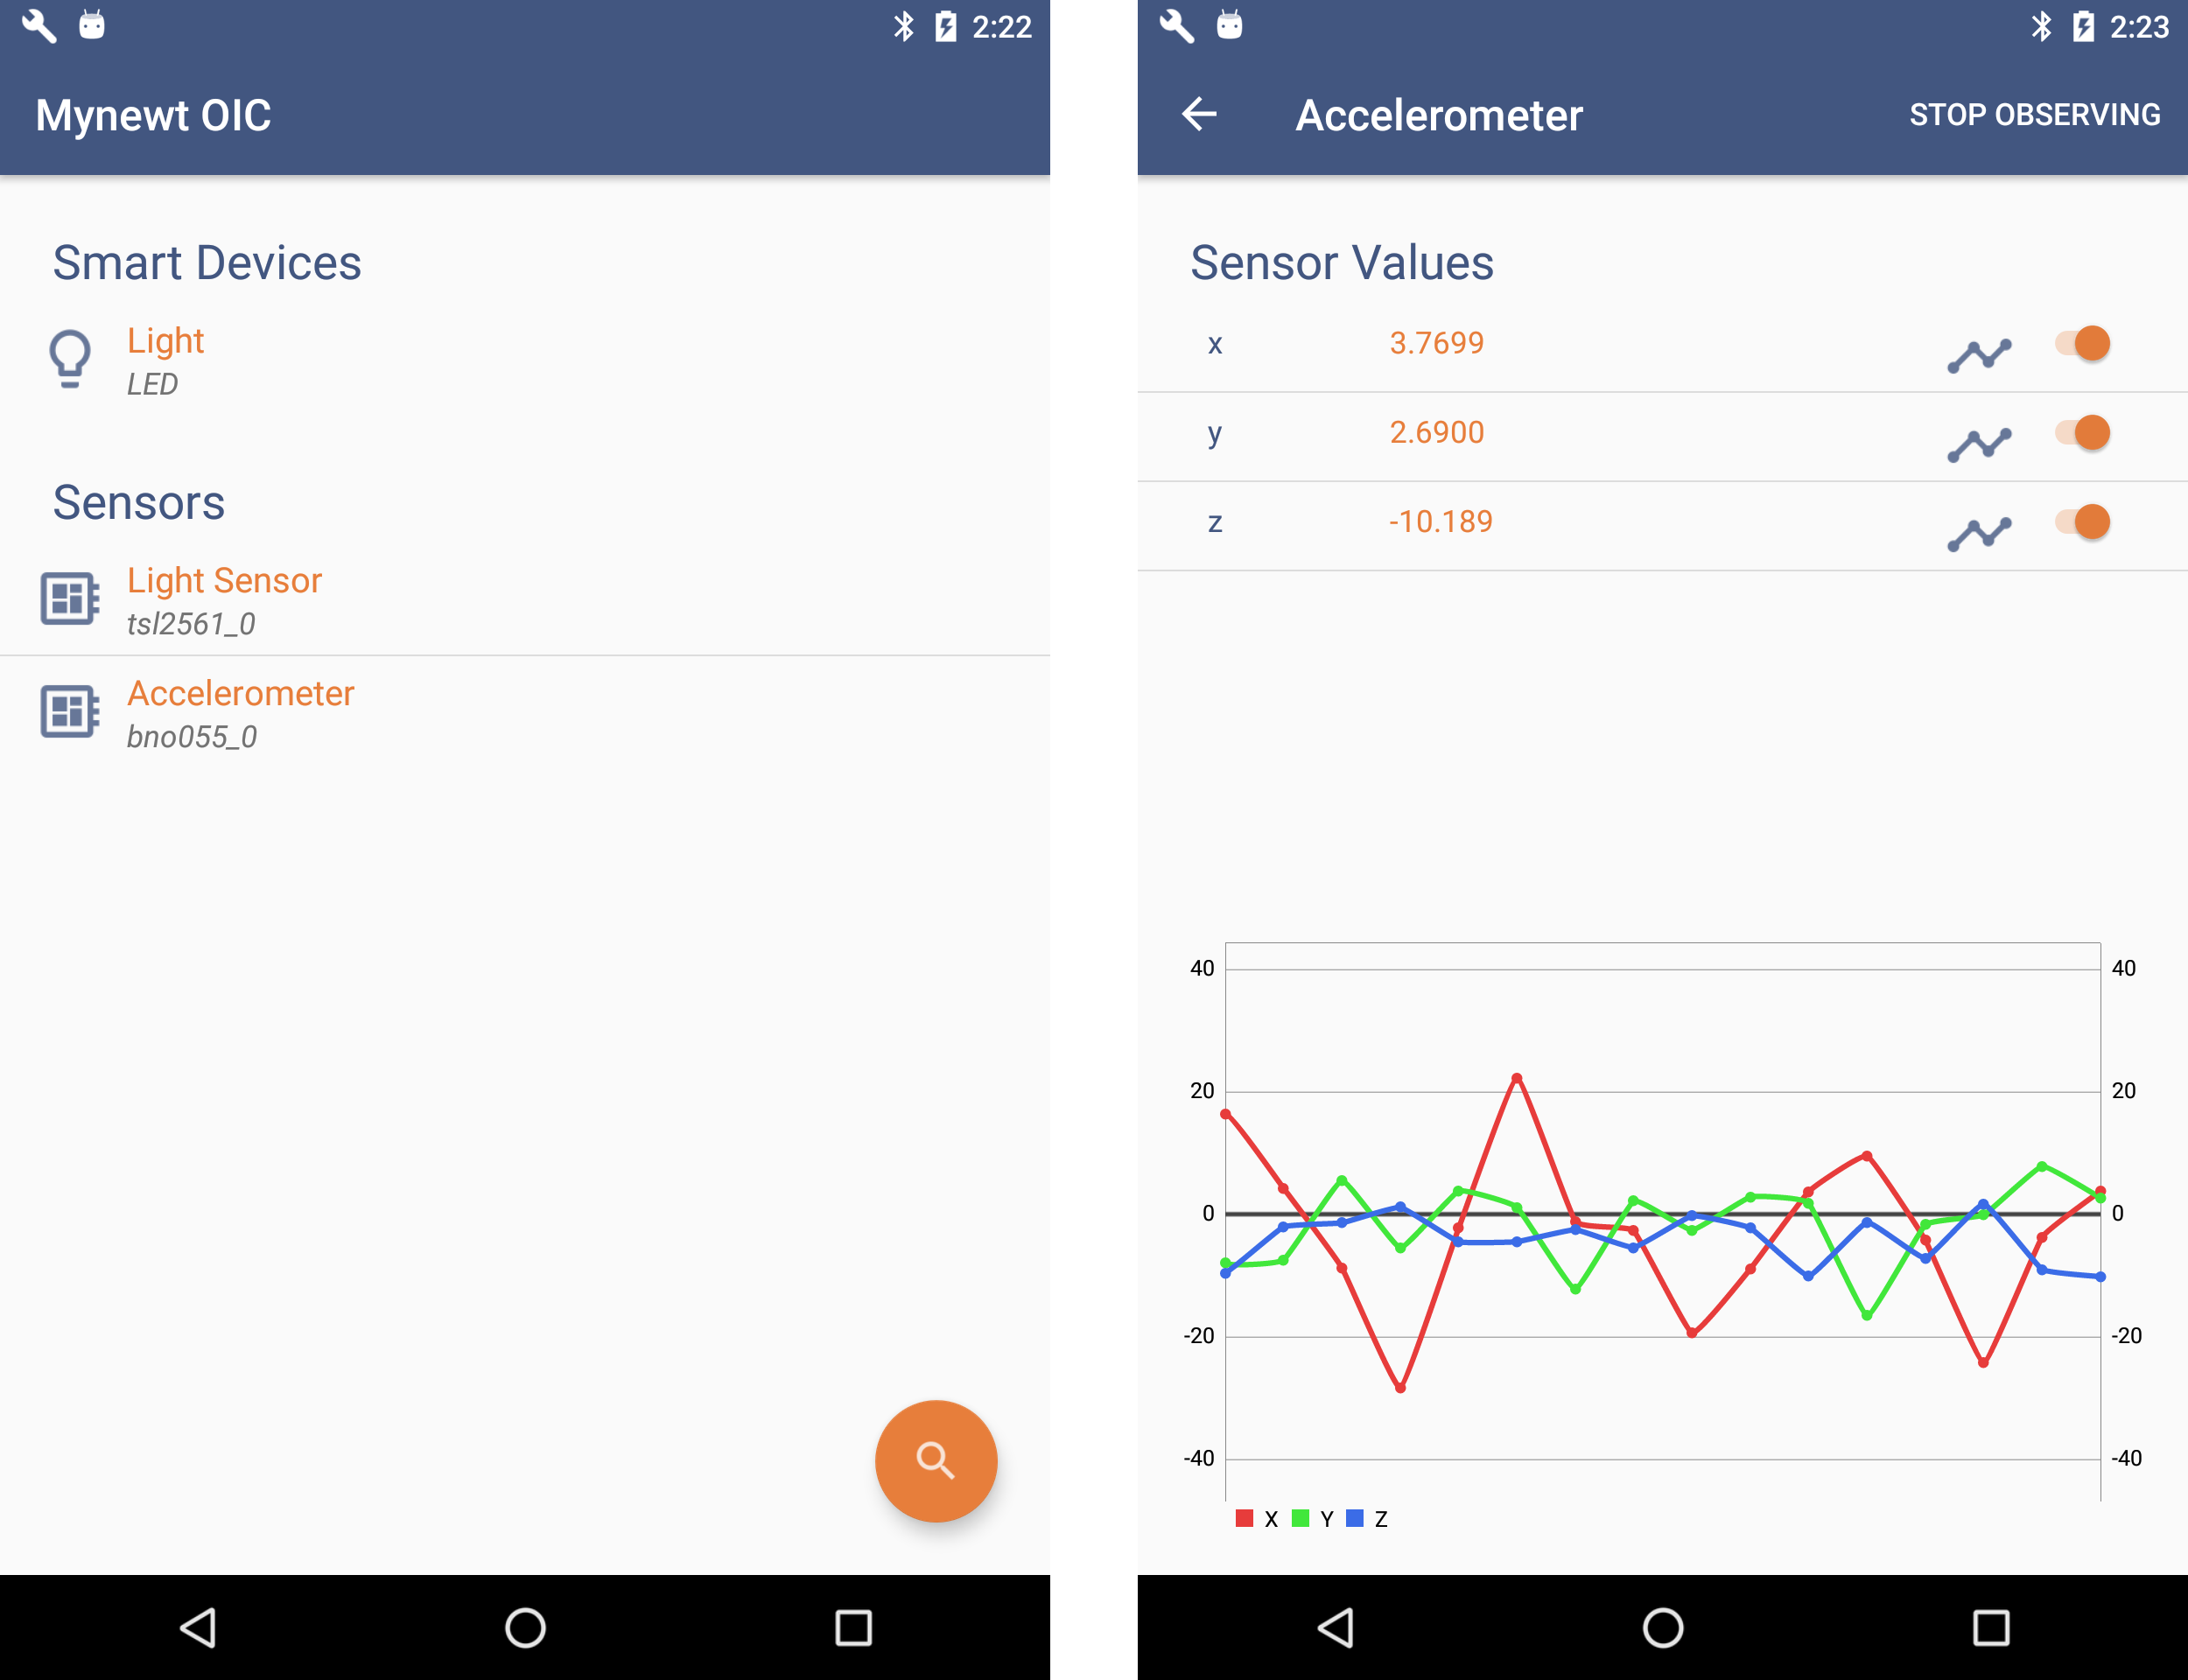 2:22
Mynewt OIC
Smart Devices
Light
LED
Sensors
Light Sensor
tsl2561_0
Accelerometer
bno055_0
2:23
Accelerometer STOP OBSERVING
Sensor Values
x 3.7699
y 2.6900
z -10.189
40 40
20 20
0 0
-20 -20
-40 -40
X Y Z